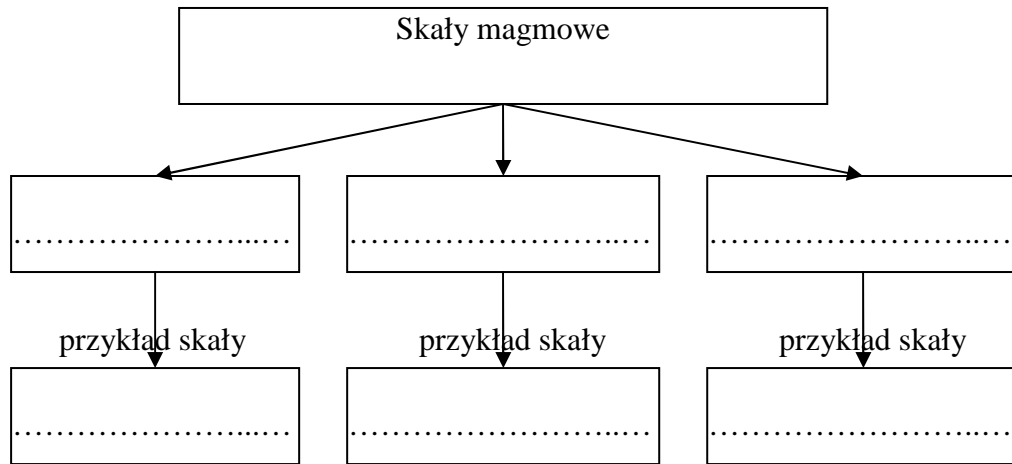 Skały magmowe
……………………...… ……………………..… ……………………..…
przykład skały przykład skały przykład skały
……………………...… ……………………..… ……………………..…